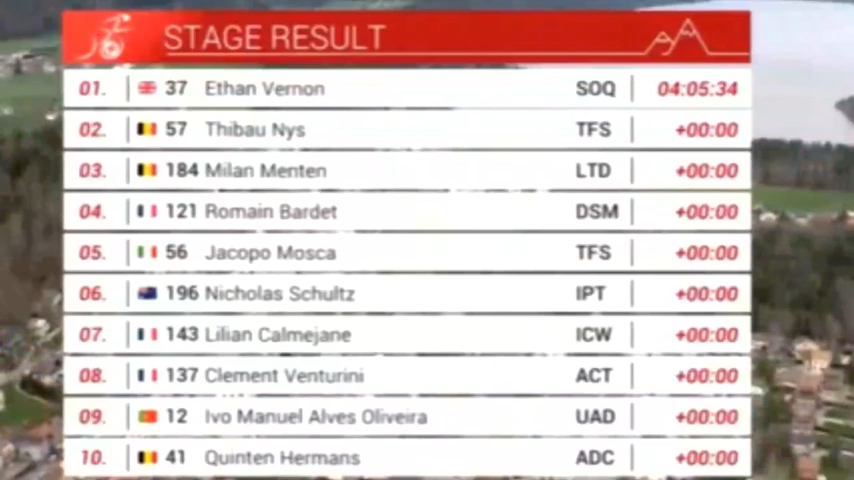 STAGE RESULT
01. 37 Ethan Vernon SOQ 04:05:34
02. 57 Thibau Nys TFS +00:00
03. 184 Milan Menten LTD +00:00
04. 121 Romain Bardet DSM +00:00
05. 56 Jacopo Mosca TFS +00:00
06. 196 Nicholas Schultz IPT +00:00
07. 143 Lilian Calmejane ICW +00:00
08. 137 Clement Venturini ACT +00:00
09. 12 Ivo Manuel Alves Oliveira UAD +00:00
10. 41 Quinten Hermans ADC +00:00